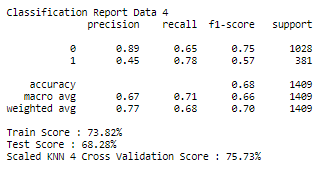 Classification Report Data 4
precision recall f1-score support
0 0.89 0.65 0.75 1028
1 0.45 0.78 0.57 381
accuracy 0.68 1409
macro avg 0.67 0.71 0.66 1409
weighted avg 0.77 0.68 0.70 1409
Train Score : 73.82%
Test Score : 68.28%
Scaled KNN 4 Cross Validation Score : 75.73%